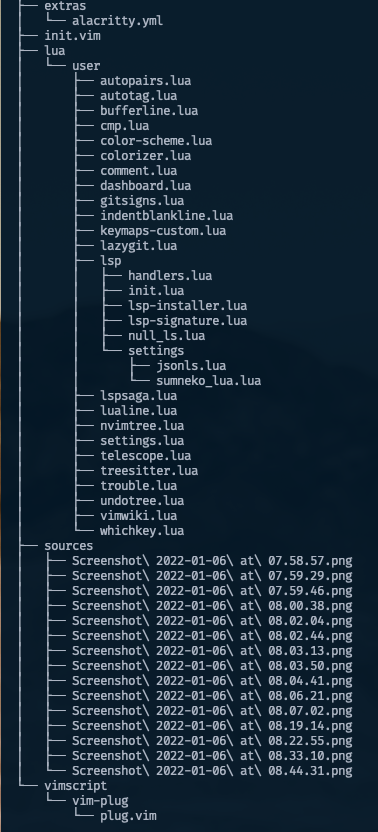 ├── extras
│   └── alacritty.yml
├── init.vim
├── lua
│   └── user
│       ├── autopairs.lua
│       ├── autotag.lua
│       ├── bufferline.lua
│       ├── cmp.lua
│       ├── color-scheme.lua
│       ├── colorizer.lua
│       ├── comment.lua
│       ├── dashboard.lua
│       ├── gitsigns.lua
│       ├── indentblankline.lua
│       ├── keymaps-custom.lua
│       ├── lazygit.lua
│       ├── lsp
│       │   ├── handlers.lua
│       │   ├── init.lua
│       │   ├── lsp-installer.lua
│       │   ├── lsp-signature.lua
│       │   ├── null_ls.lua
│       │   └── settings
│       │       ├── jsonls.lua
│       │       └── sumneko_lua.lua
│       ├── lspsaga.lua
│       ├── lualine.lua
│       ├── nvimtree.lua
│       ├── settings.lua
│       ├── telescope.lua
│       ├── treesitter.lua
│       ├── trouble.lua
│       ├── undotree.lua
│       ├── vimwiki.lua
│       └── whichkey.lua
├── sources
│   ├── Screenshot\ 2022-01-06\ at\ 07.58.57.png
│   ├── Screenshot\ 2022-01-06\ at\ 07.59.29.png
│   ├── Screenshot\ 2022-01-06\ at\ 07.59.46.png
│   ├── Screenshot\ 2022-01-06\ at\ 08.00.38.png
│   ├── Screenshot\ 2022-01-06\ at\ 08.02.04.png
│   ├── Screenshot\ 2022-01-06\ at\ 08.02.44.png
│   ├── Screenshot\ 2022-01-06\ at\ 08.03.13.png
│   ├── Screenshot\ 2022-01-06\ at\ 08.03.50.png
│   ├── Screenshot\ 2022-01-06\ at\ 08.04.41.png
│   ├── Screenshot\ 2022-01-06\ at\ 08.06.21.png
│   ├── Screenshot\ 2022-01-06\ at\ 08.07.02.png
│   ├── Screenshot\ 2022-01-06\ at\ 08.19.14.png
│   ├── Screenshot\ 2022-01-06\ at\ 08.22.55.png
│   ├── Screenshot\ 2022-01-06\ at\ 08.33.10.png
│   └── Screenshot\ 2022-01-06\ at\ 08.44.31.png
└── vimscript
    └── vim-plug
        └── plug.vim